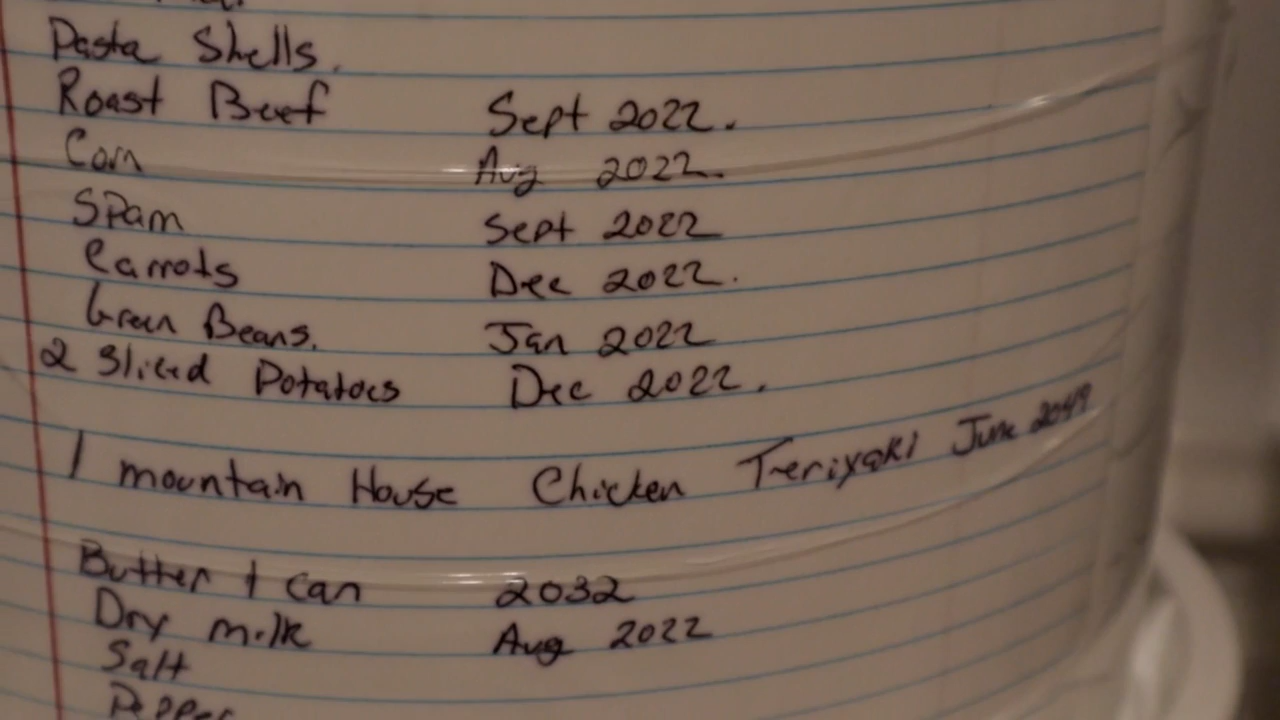 Pasta Shells.
Roast Beef Sept 2022.
Corn Aug 2022.
Spam Sept 2022
Carrots Dec 2022.
Green Beans. Jan 2022
2 Sliced Potatoes Dec 2022.
1 mountain House Chicken Treriyaki June 2049
Butter 1 can 2032
Dry milk Aug 2022
Salt
Pepper